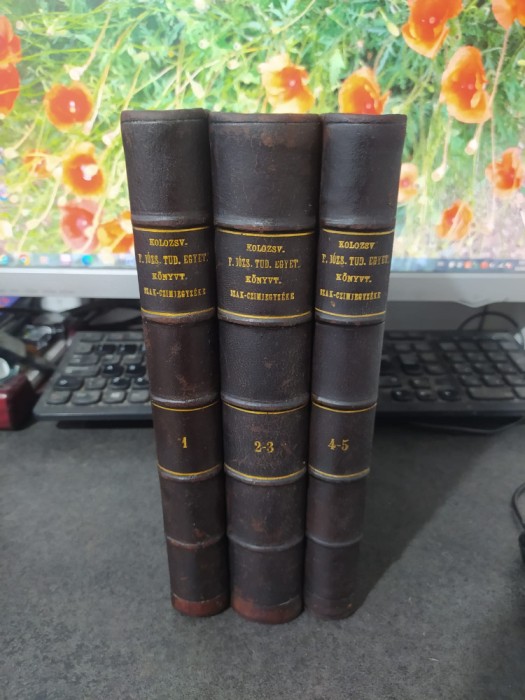 KOLOZSV.
F. JÓZS. TUD. EGYET.
KÖNYVT.
SZAK-CZIMJEGYZÉKE
1
KOLOZSV.
F. JÓZS. TUD. EGYET.
KÖNYVT.
SZAK-CZIMJEGYZÉKE
2-3
KOLOZSV.
F. JÓZS. TUD. EGYET.
KÖNYVT.
SZAK-CZIMJEGYZÉKE
4-5